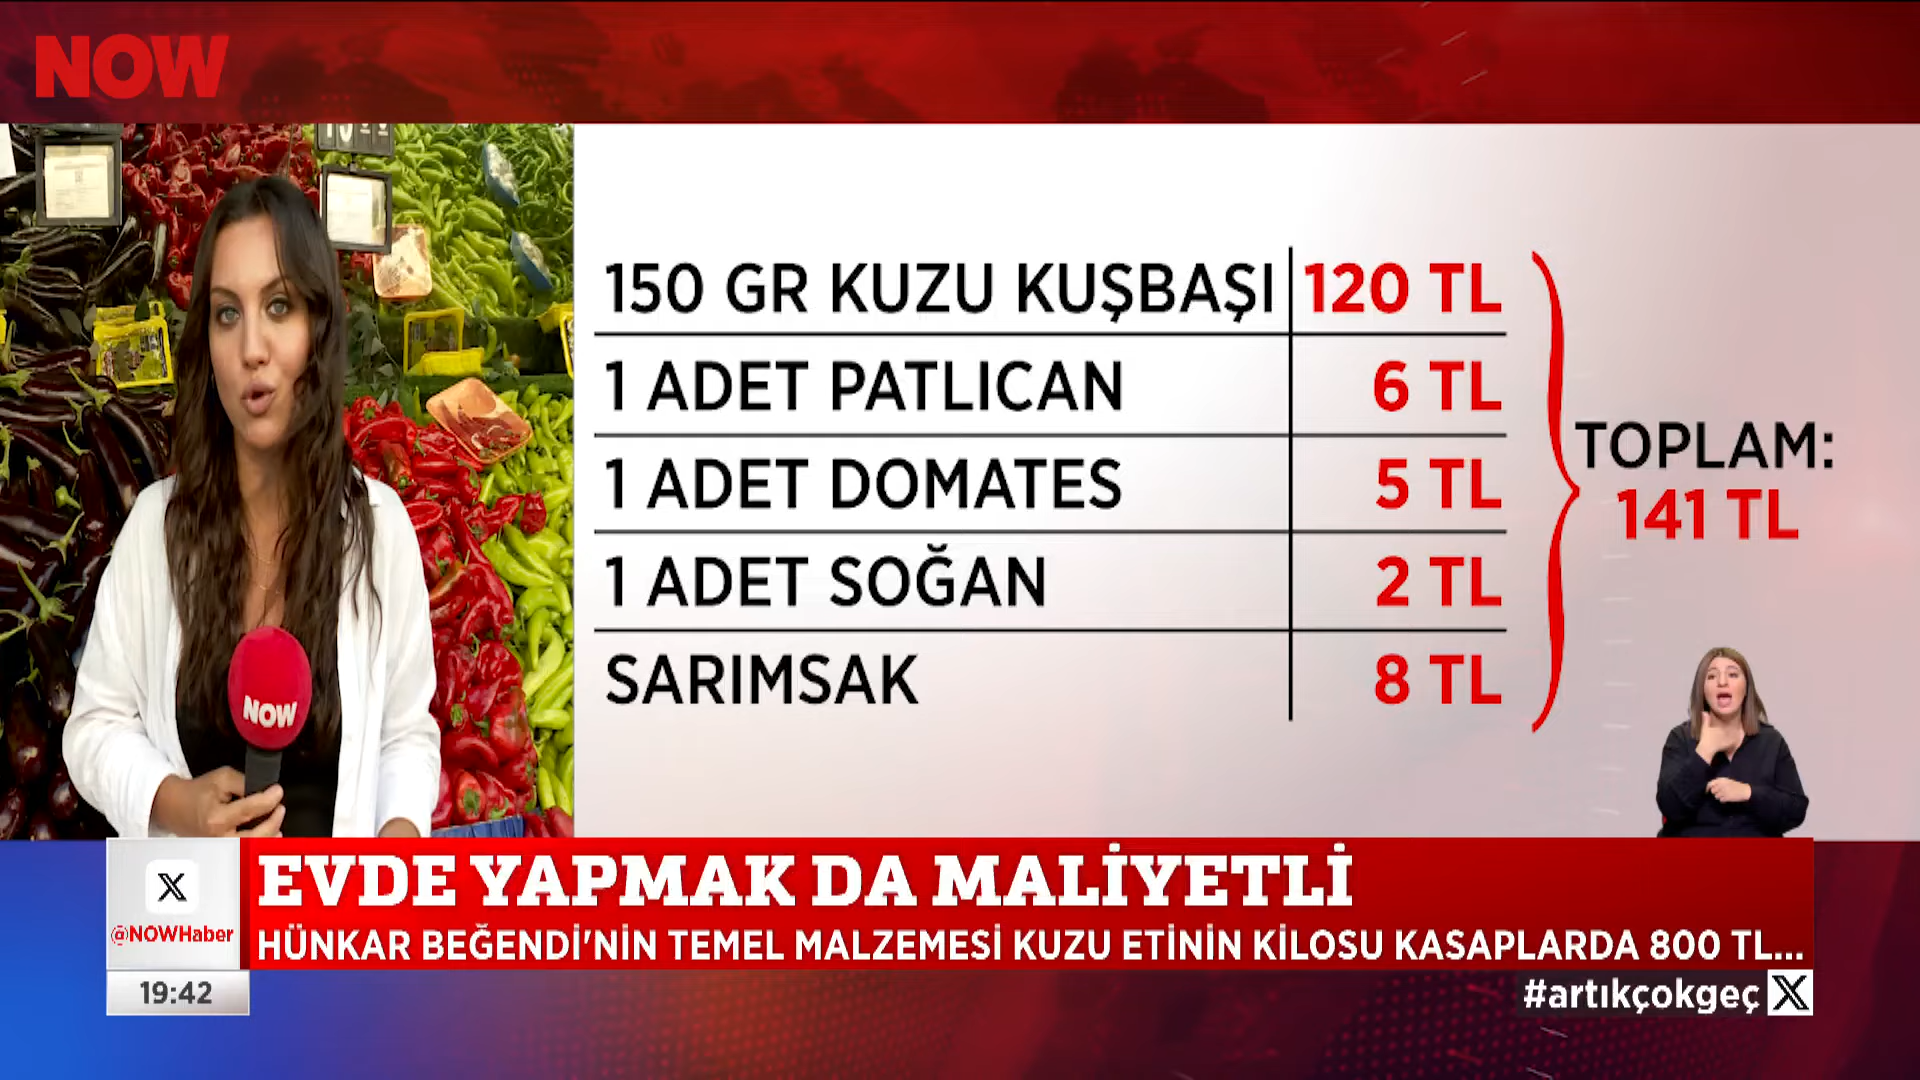 NOW
150 GR KUZU KUŞBAŞI 120 TL
1 ADET PATLICAN 6 TL
1 ADET DOMATES 5 TL
1 ADET SOĞAN 2 TL
SARIMSAK 8 TL
TOPLAM:
141 TL
NOW
EVDE YAPMAK DA MALİYETLİ
@NOWHaber
HÜNKAR BEĞENDİ'NİN TEMEL MALZEMESİ KUZU ETİNİN KİLOSU KASAPLARDA 800 TL...
19:42
#artıkçokgeç